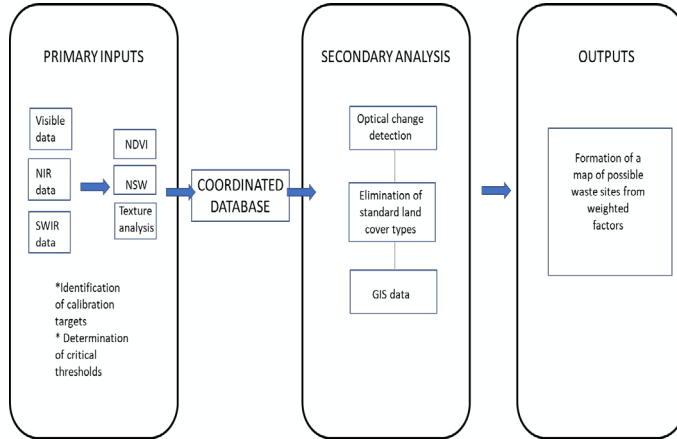 PRIMARY INPUTS
Visible
data
NIR
data
SWIR
data
NDVI
NSW
Texture
analysis
*Identification
of calibration
targets
* Determination
of critical
thresholds
COORDINATED
DATABASE
SECONDARY ANALYSIS
Optical change
detection
Elimination of
standard land
cover types
GIS data
OUTPUTS
Formation of a
map of possible
waste sites from
weighted
factors